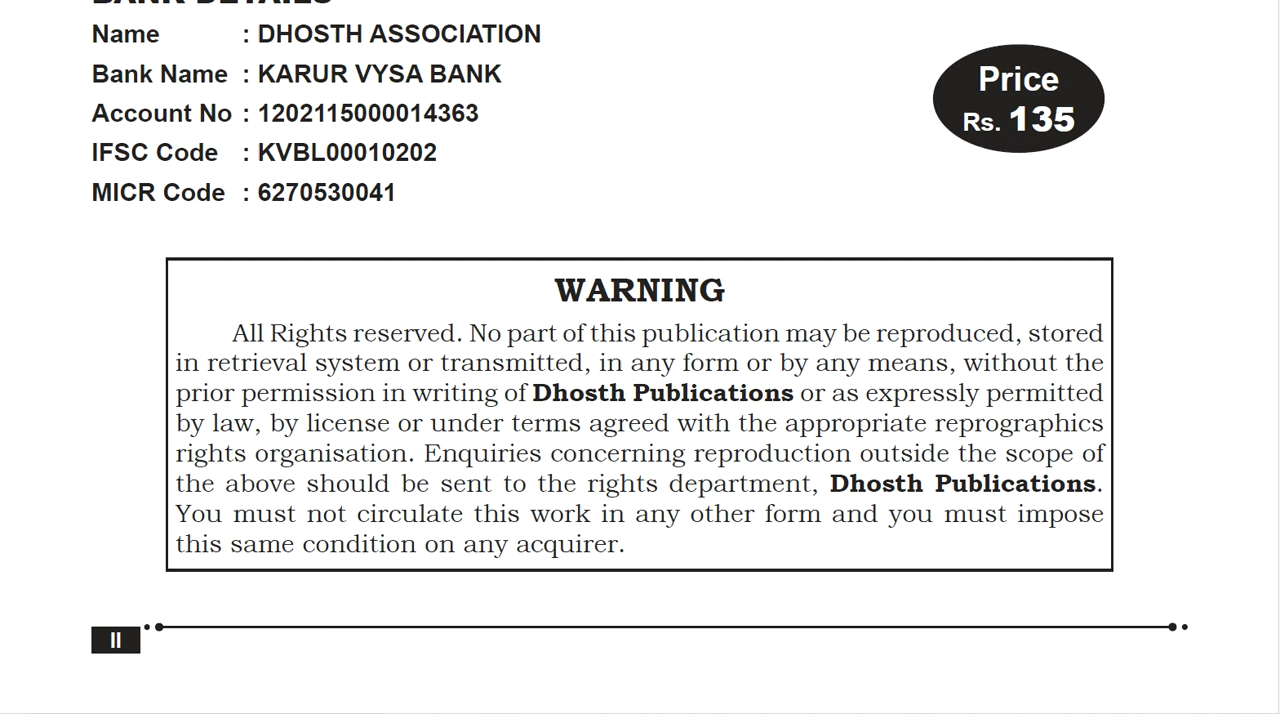 BANK DETAILS
Name : DHOSTH ASSOCIATION
Bank Name : KARUR VYSA BANK
Account No : 1202115000014363
IFSC Code : KVBL00010202
MICR Code : 6270530041
Price
Rs. 135
WARNING
All Rights reserved. No part of this publication may be reproduced, stored
in retrieval system or transmitted, in any form or by any means, without the
prior permission in writing of Dhosth Publications or as expressly permitted
by law, by license or under terms agreed with the appropriate reprographics
rights organisation. Enquiries concerning reproduction outside the scope of
the above should be sent to the rights department, Dhosth Publications.
You must not circulate this work in any other form and you must impose
this same condition on any acquirer.
II